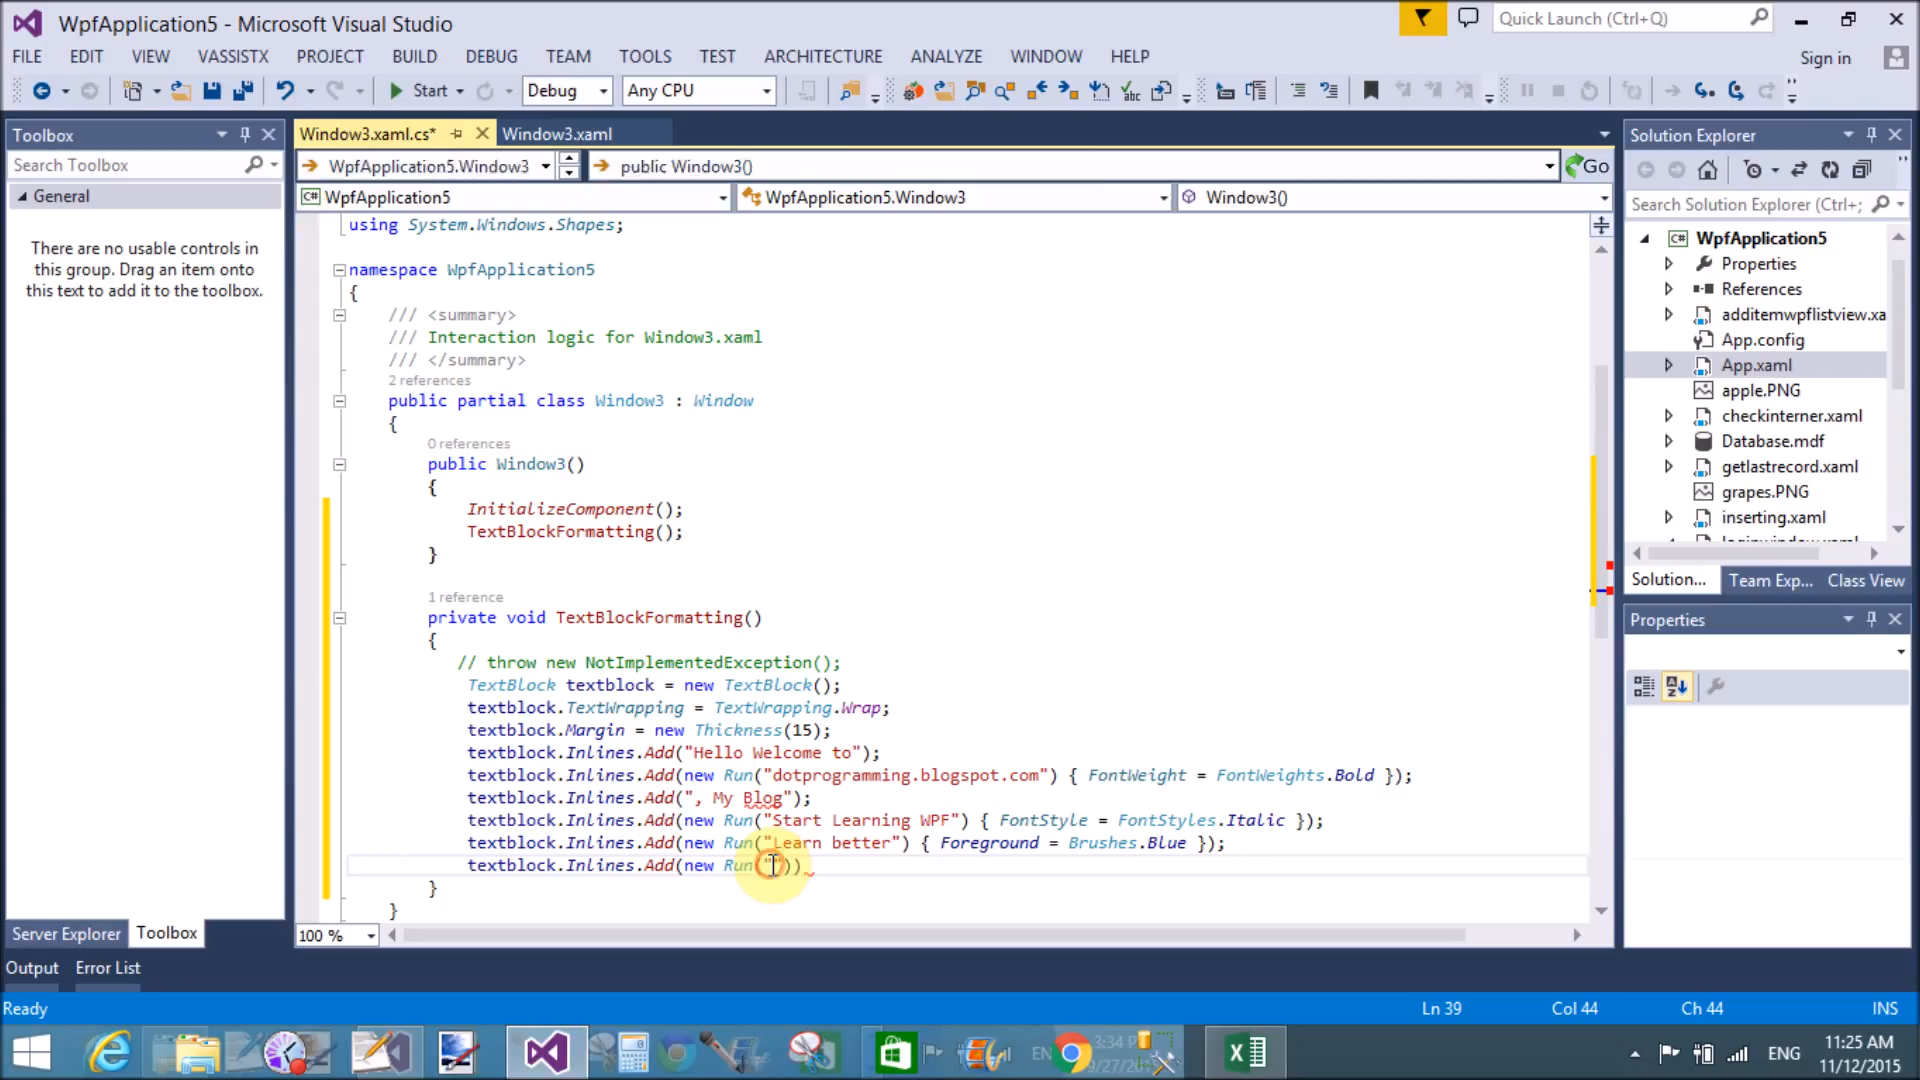 WpfApplication5 - Microsoft Visual Studio
Quick Launch (Ctrl+Q)
FILE EDIT VIEW VASSISTX PROJECT BUILD DEBUG TEAM TOOLS TEST ARCHITECTURE ANALYZE WINDOW HELP
Sign in
Start Debug Any CPU
Toolbox
Window3.xaml.cs* Window3.xaml
Solution Explorer
Search Toolbox
WpfApplication5.Window3 public Window3() Go
General
C# WpfApplication5 WpfApplication5.Window3 Window3()
Search Solution Explorer (Ctrl+;
There are no usable controls in
this group. Drag an item onto
this text to add it to the toolbox.
using System.Windows.Shapes;
namespace WpfApplication5
{
/// <summary>
/// Interaction logic for Window3.xaml
/// </summary>
2 references
public partial class Window3 : Window
{
0 references
public Window3()
{
InitializeComponent();
TextBlockFormatting();
}
1 reference
private void TextBlockFormatting()
{
// throw new NotImplementedException();
TextBlock textblock = new TextBlock();
textblock.TextWrapping = TextWrapping.Wrap;
textblock.Margin = new Thickness(15);
textblock.Inlines.Add("Hello Welcome to");
textblock.Inlines.Add(new Run("dotprogramming.blogspot.com") { FontWeight = FontWeights.Bold });
textblock.Inlines.Add(", My Blog");
textblock.Inlines.Add(new Run("Start Learning WPF") { FontStyle = FontStyles.Italic });
textblock.Inlines.Add(new Run("Learn better") { Foreground = Brushes.Blue });
textblock.Inlines.Add(new Run(""))
}
}
C# WpfApplication5
Properties
References
additemwpflistview.xa
App.config
App.xaml
apple.PNG
checkinterner.xaml
Database.mdf
getlastrecord.xaml
grapes.PNG
inserting.xaml
loginwindow.xaml
Solution... Team Exp... Class View
Properties
Server Explorer Toolbox
100 %
Output Error List
Ready
Ln 39 Col 44 Ch 44 INS
ENG
11:25 AM
11/12/2015